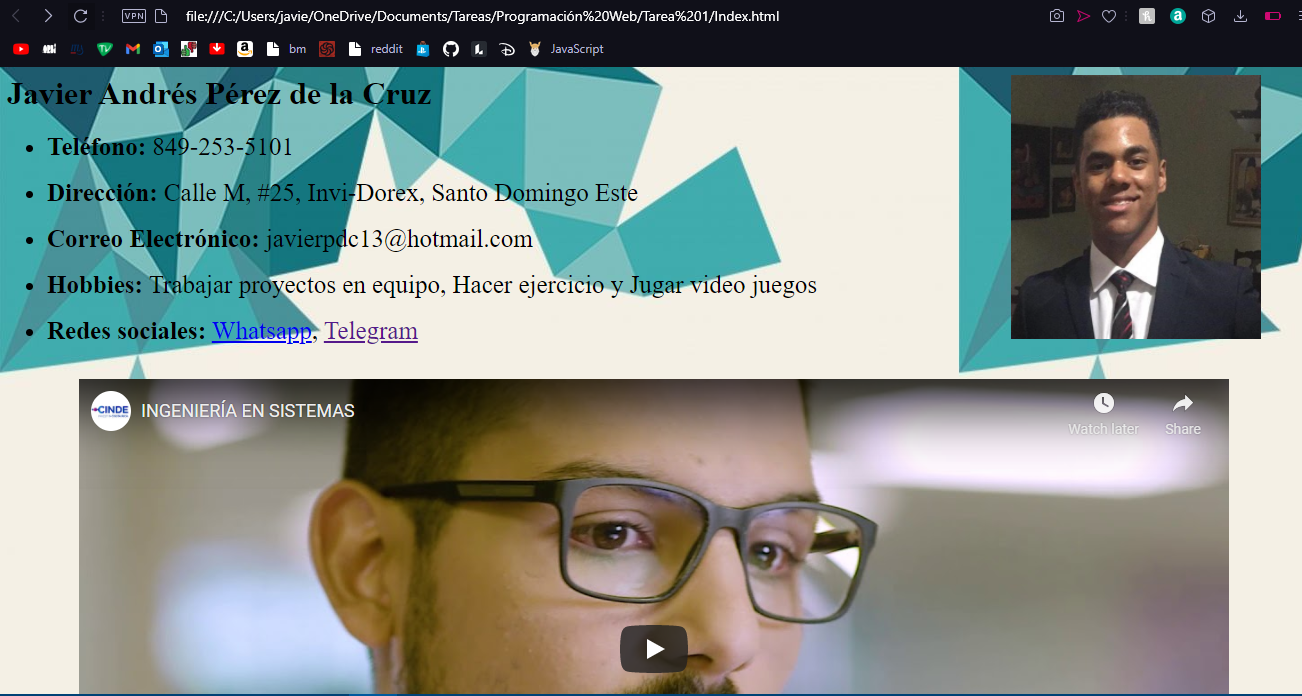 file:///C:/Users/javie/OneDrive/Documents/Tareas/Programación%20Web/Tarea%201/Index.html
VPN
bm
reddit
JavaScript
Javier Andrés Pérez de la Cruz
Teléfono: 849-253-5101
Dirección: Calle M, #25, Invi-Dorex, Santo Domingo Este
Correo Electrónico: javierpdc13@hotmail.com
Hobbies: Trabajar proyectos en equipo, Hacer ejercicio y Jugar video juegos
Redes sociales: Whatsapp, Telegram
CINDE
INGENIERÍA EN SISTEMAS
Watch later
Share